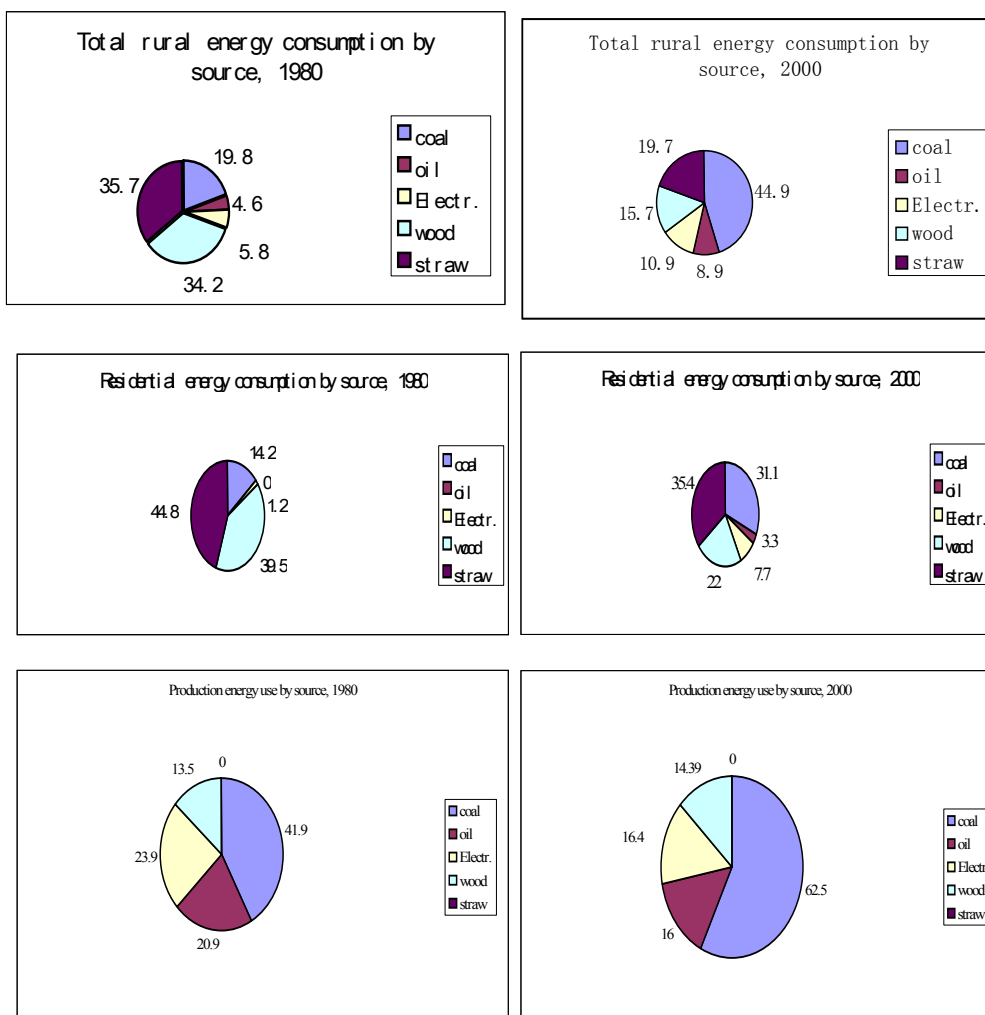 Total rural energy consumption by
source, 1980
19.8
4.6
5.8
34.2
35.7
coal
oil
Electr.
wood
straw
Total rural energy consumption by
source, 2000
44.9
8.9
10.9
15.7
19.7
coal
oil
Electr.
wood
straw
Residential energy consumption by source, 1980
14.2
0
1.2
39.5
44.8
coal
oil
Electr.
wood
straw
Residential energy consumption by source, 2000
31.1
3.3
7.7
22
35.4
coal
oil
Electr.
wood
straw
Production energy use by source, 1980
0
41.9
20.9
23.9
13.5
coal
oil
Electr.
wood
straw
Production energy use by source, 2000
0
62.5
16
16.4
14.39
coal
oil
Electr
wood
straw